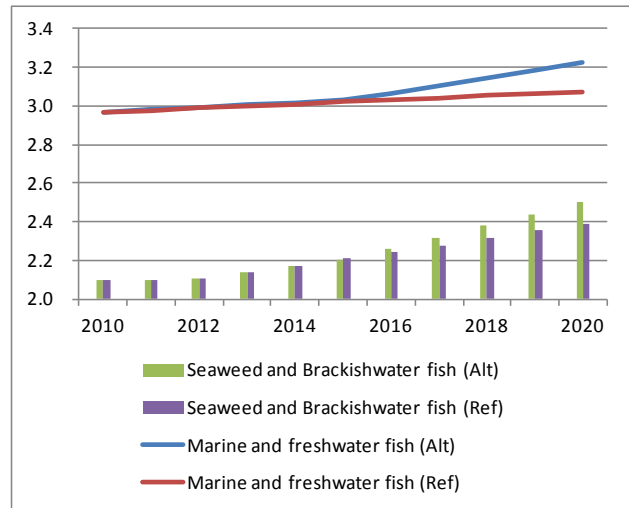 3.4
3.2
3.0
2.8
2.6
2.4
2.2
2.0
2010 2012 2014 2016 2018 2020
Seaweed and Brackishwater fish (Alt)
Seaweed and Brackishwater fish (Ref)
Marine and freshwater fish (Alt)
Marine and freshwater fish (Ref)